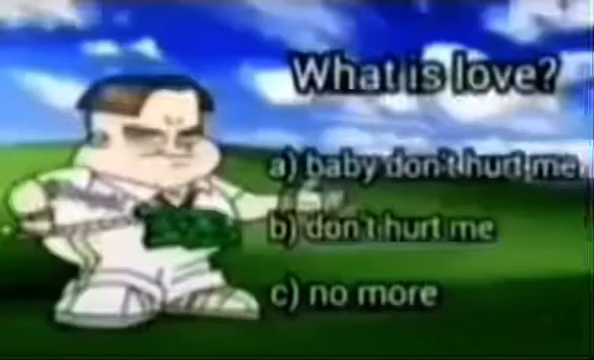 What is love?
a) baby don't hurt me
b) don't hurt me
c) no more